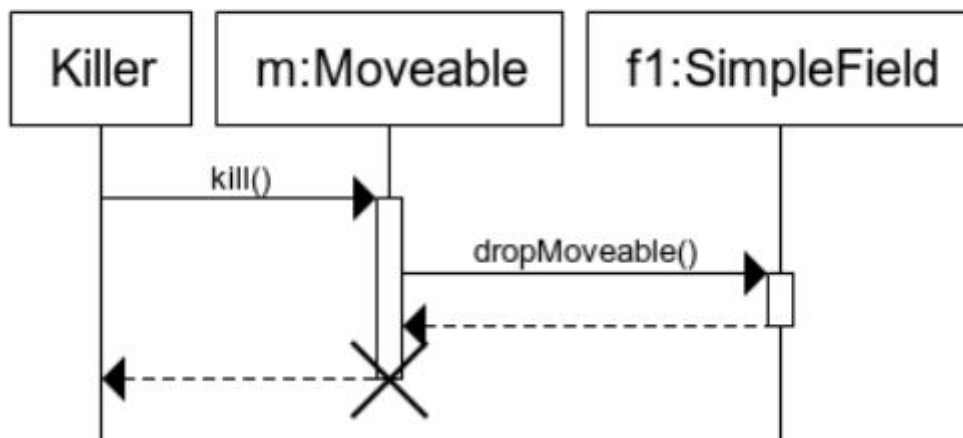 Killer
m:Moveable
f1:SimpleField
kill()
dropMoveable()